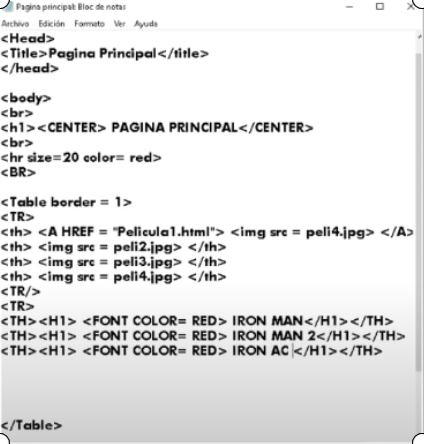 Pagina principal: Bloc de notas
Archivo Edición Formato Ver Ayuda
<Head>
<Title>Pagina Principal</title>
</head>
<body>
<br>
<h1><CENTER> PAGINA PRINCIPAL</CENTER>
<br>
<hr size=20 color= red>
<BR>
<Table border = 1>
<TR>
<th> <A HREF = "Pelicula1.html"> <img src = peli4.jpg> </A>
<th> <img src = peli2.jpg> </th>
<th> <img src = peli3.jpg> </th>
<th> <img src = peli4.jpg> </th>
<TR/>
<TR>
<TH><H1> <FONT COLOR= RED> IRON MAN</H1></TH>
<TH><H1> <FONT COLOR= RED> IRON MAN 2</H1></TH>
<TH><H1> <FONT COLOR= RED> IRON AC </H1></TH>
</Table>